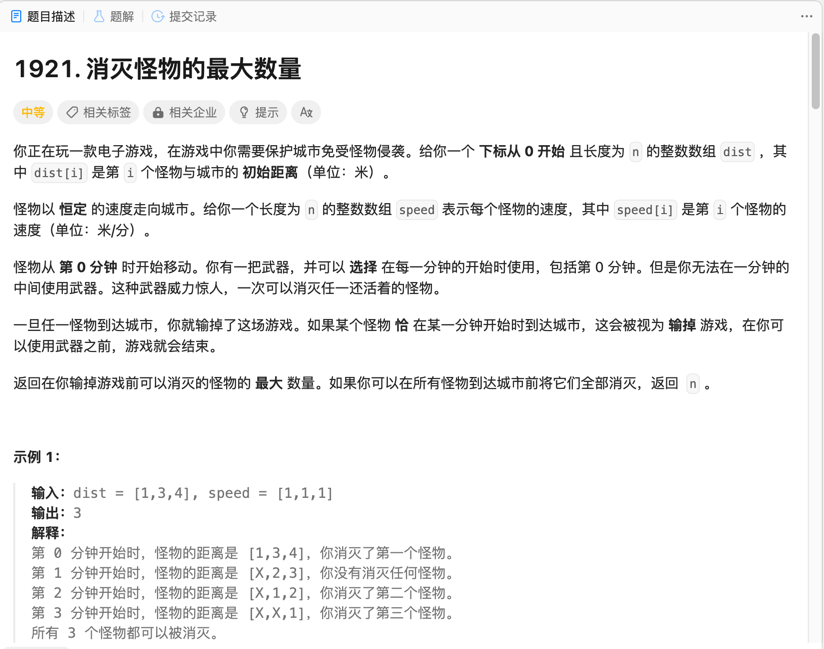 题目描述 题解 提交记录
1921. 消灭怪物的最大数量
中等 相关标签 相关企业 提示
你正在玩一款电子游戏，在游戏中你需要保护城市免受怪物侵袭。给你一个 下标从 0 开始 且长度为 n 的整数数组 dist ，其
中 dist[i] 是第 i 个怪物与城市的 初始距离（单位：米）。
怪物以 恒定 的速度走向城市。给你一个长度为 n 的整数数组 speed 表示每个怪物的速度，其中 speed[i] 是第 i 个怪物的
速度（单位：米/分）。
怪物从 第 0 分钟 时开始移动。你有一把武器，并可以 选择 在每一分钟的开始时使用，包括第 0 分钟。但是你无法在一分钟的
中间使用武器。这种武器威力惊人，一次可以消灭任一还活着的怪物。
一旦任一怪物到达城市，你就输掉了这场游戏。如果某个怪物 恰 在某一分钟开始时到达城市，这会被视为 输掉 游戏，在你可
以使用武器之前，游戏就会结束。
返回在你输掉游戏前可以消灭的怪物的 最大 数量。如果你可以在所有怪物到达城市前将它们全部消灭，返回 n 。
示例 1：
输入：dist = [1,3,4], speed = [1,1,1]
输出：3
解释：
第 0 分钟开始时，怪物的距离是 [1,3,4]，你消灭了第一个怪物。
第 1 分钟开始时，怪物的距离是 [X,2,3]，你没有消灭任何怪物。
第 2 分钟开始时，怪物的距离是 [X,1,2]，你消灭了第二个怪物。
第 3 分钟开始时，怪物的距离是 [X,X,1]，你消灭了第三个怪物。
所有 3 个怪物都可以被消灭。